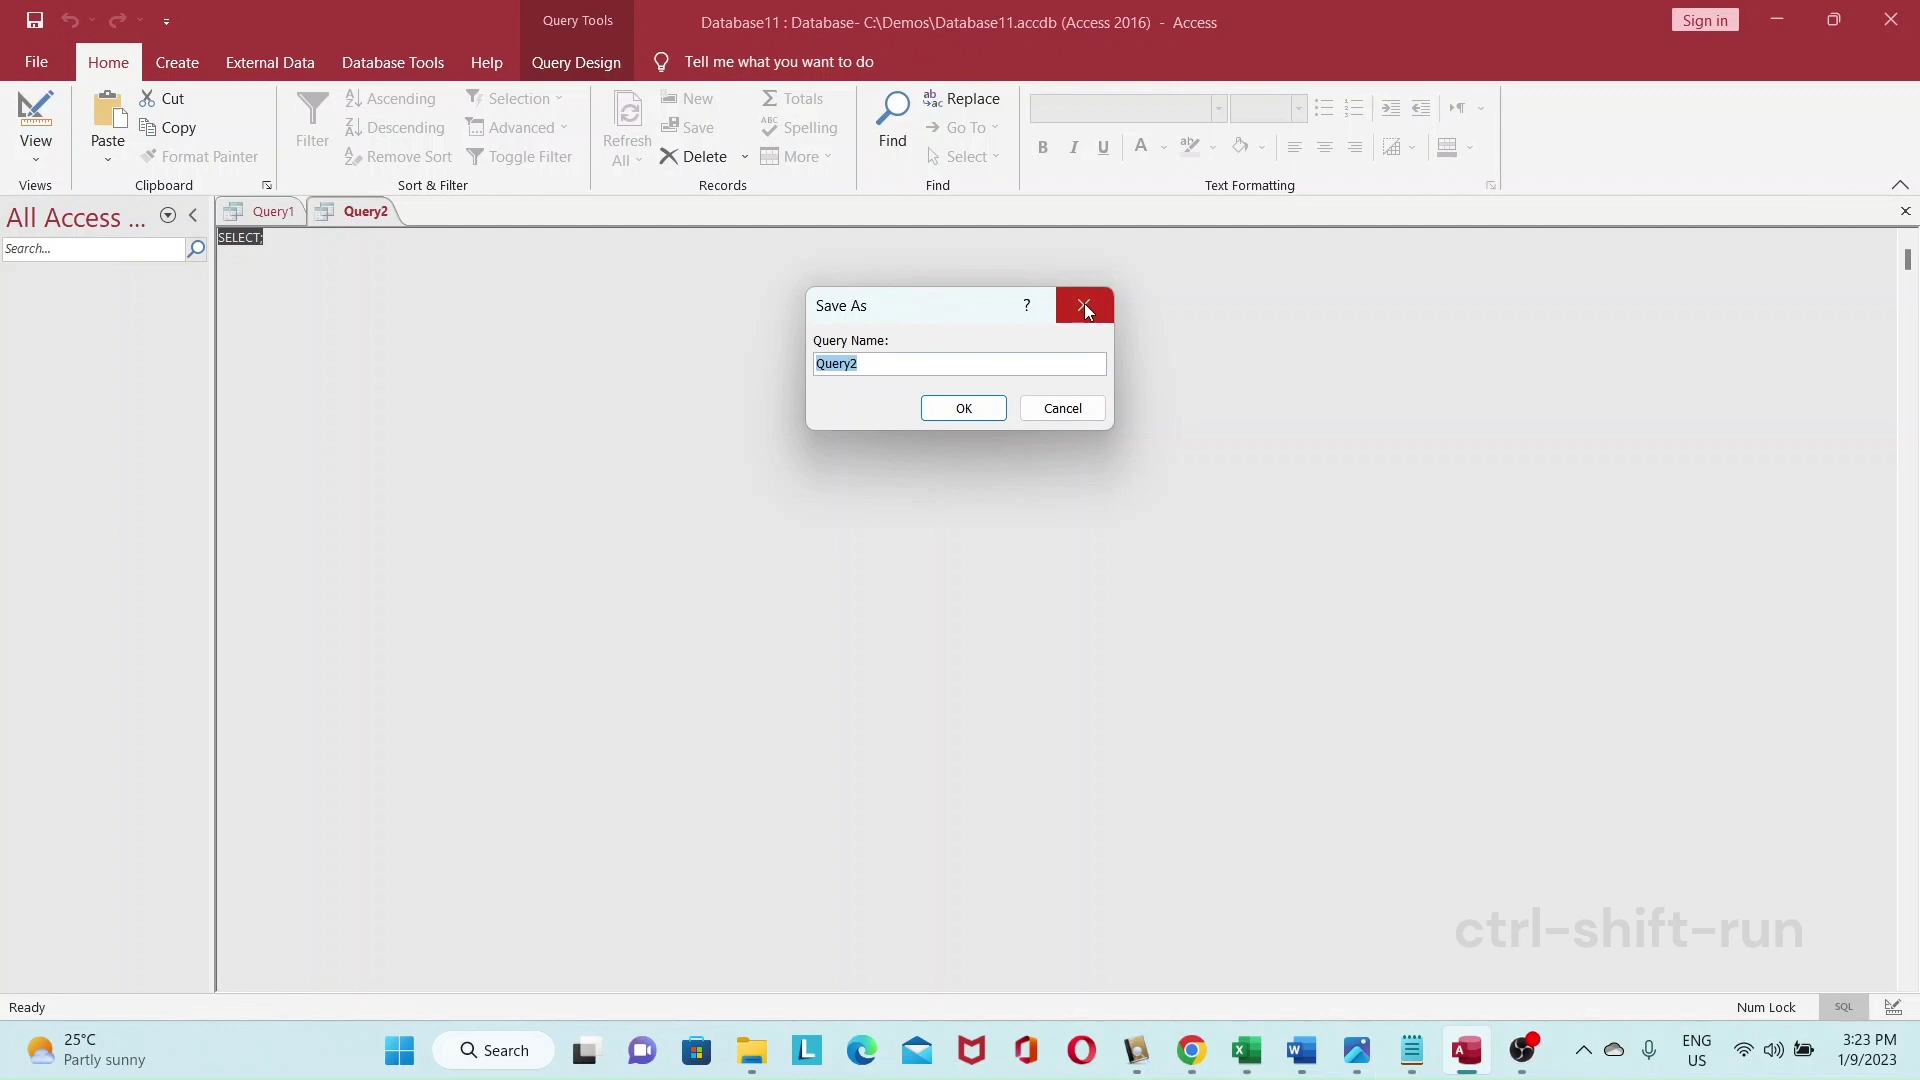 Query Tools
Database11 : Database- C:\Demos\Database11.accdb (Access 2016) - Access
Sign in
File
Home
Create
External Data
Database Tools
Help
Query Design
Tell me what you want to do
View
Paste
Cut
Copy
Format Painter
Filter
Ascending
Descending
Remove Sort
Selection
Advanced
Toggle Filter
Refresh
All
New
Save
Delete
Totals
Spelling
More
Find
Replace
Go To
Select
B I U A
Views
Clipboard
Sort & Filter
Records
Find
Text Formatting
All Access ...
Search...
Query1
Query2
SELECT;
Save As
?
Query Name:
Query2
OK
Cancel
ctrl-shift-run
Ready
Num Lock
SQL
25°C
Partly sunny
Search
ENG
US
3:23 PM
1/9/2023